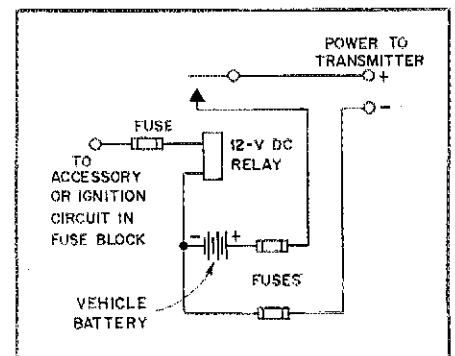 POWER TO
TRANSMITTER
+
-
FUSE
12-V DC
RELAY
TO
ACCESSORY
OR IGNITION
CIRCUIT IN
FUSE BLOCK
- +
FUSES
VEHICLE
BATTERY